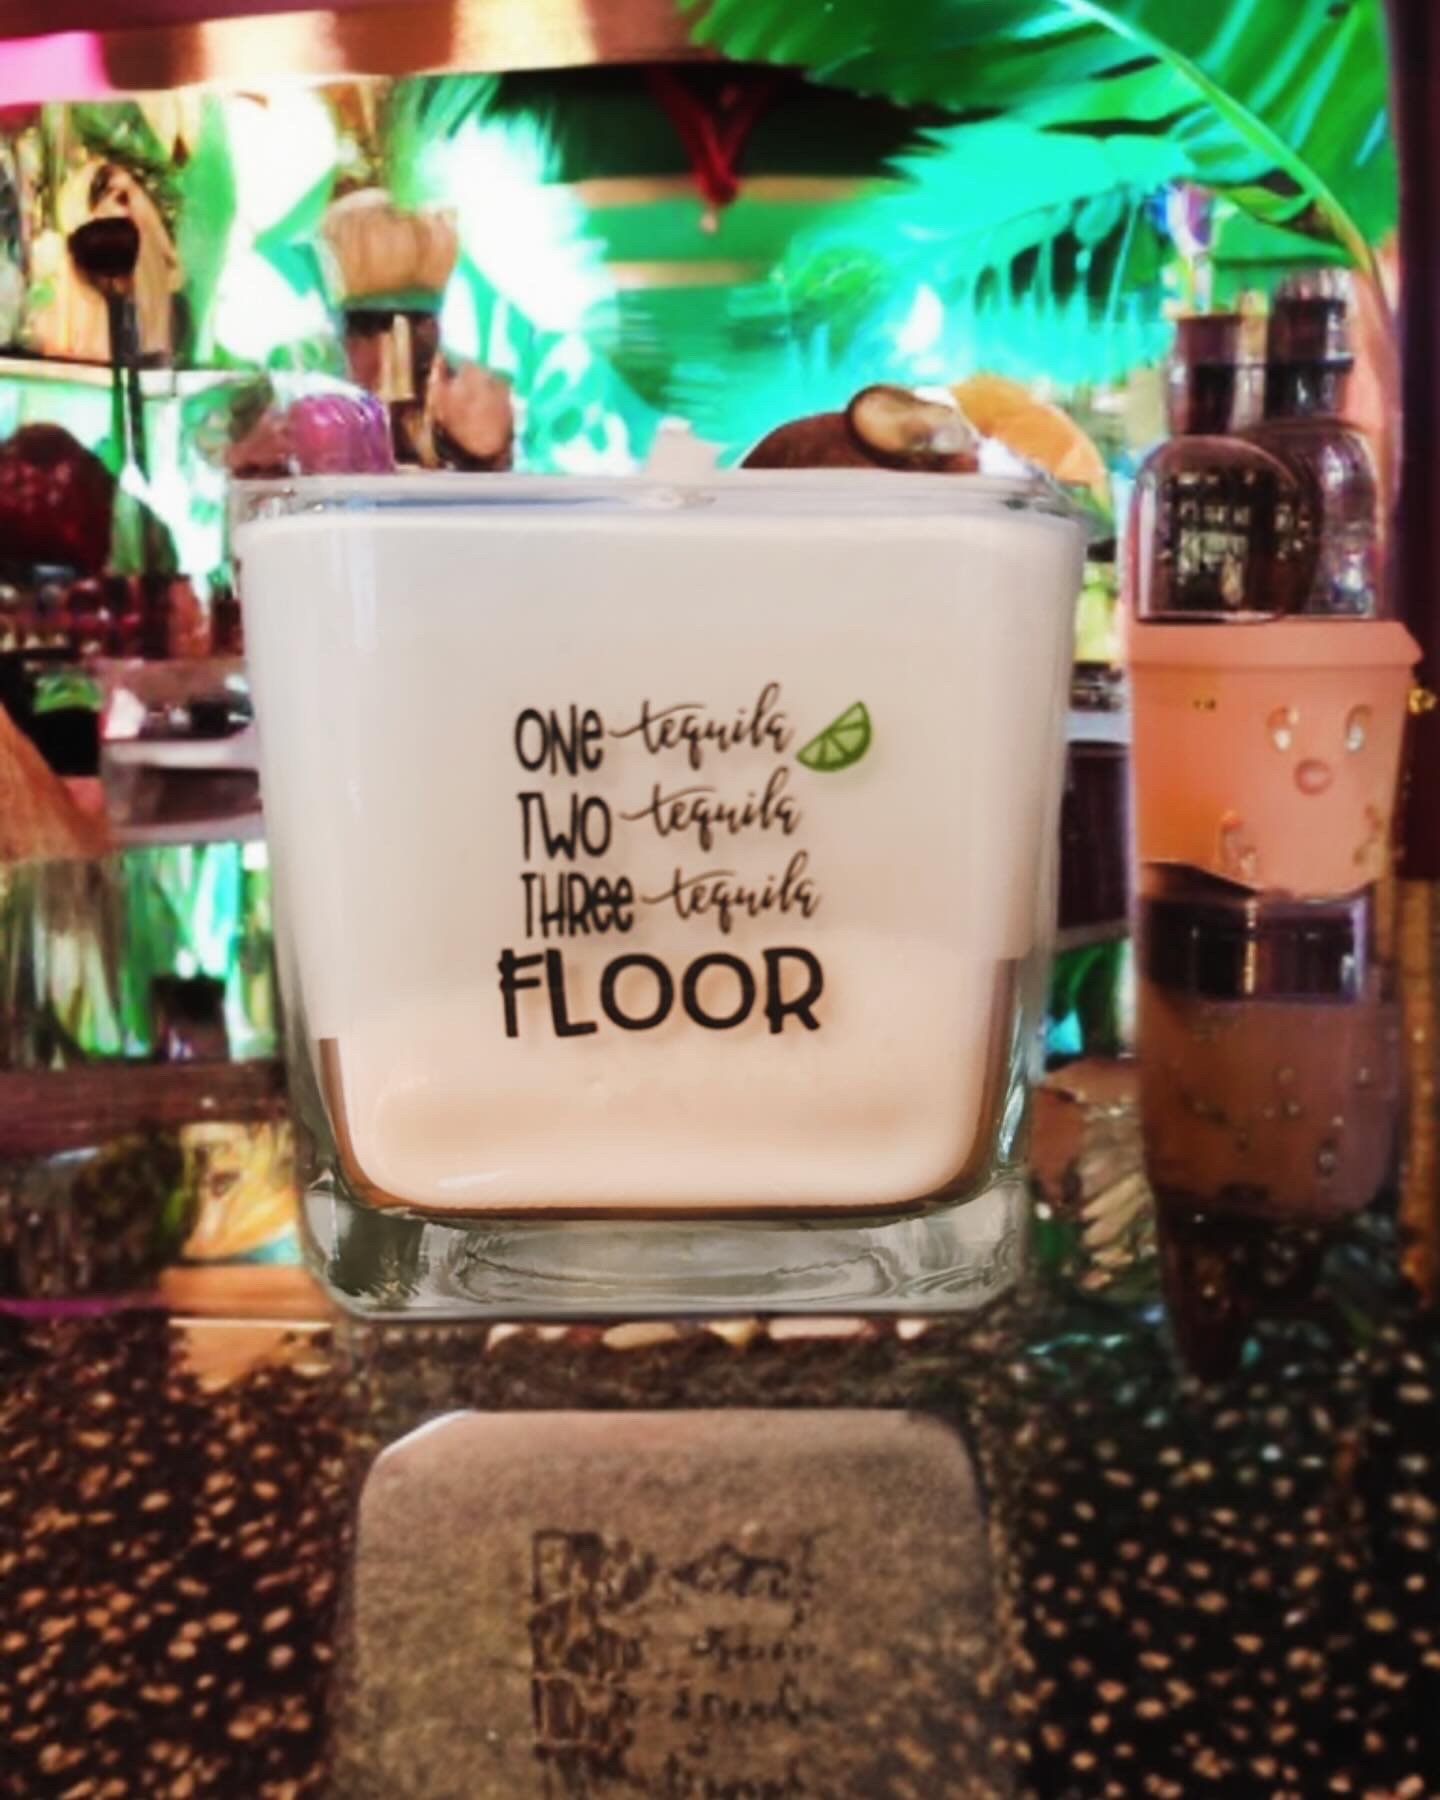 ONe tequila
TWO tequila
THRee tequila
FLOOR